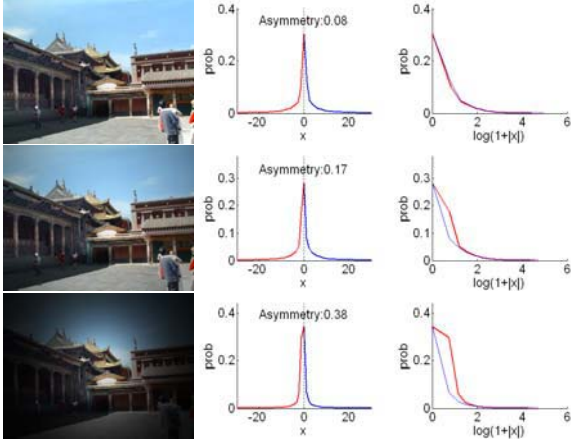 0.4
Asymmetry:0.08
prob
0.2
0
-20 0 20
x
0.4
prob
0.2
0
0 2 4 6
log(1+|x|)
0.3
Asymmetry:0.17
0.2
prob
0.1
0
-20 0 20
x
0.3
0.2
prob
0.1
0
0 2 4 6
log(1+|x|)
0.4
Asymmetry:0.38
prob
0.2
0
-20 0 20
x
0.4
prob
0.2
0
0 2 4 6
log(1+|x|)